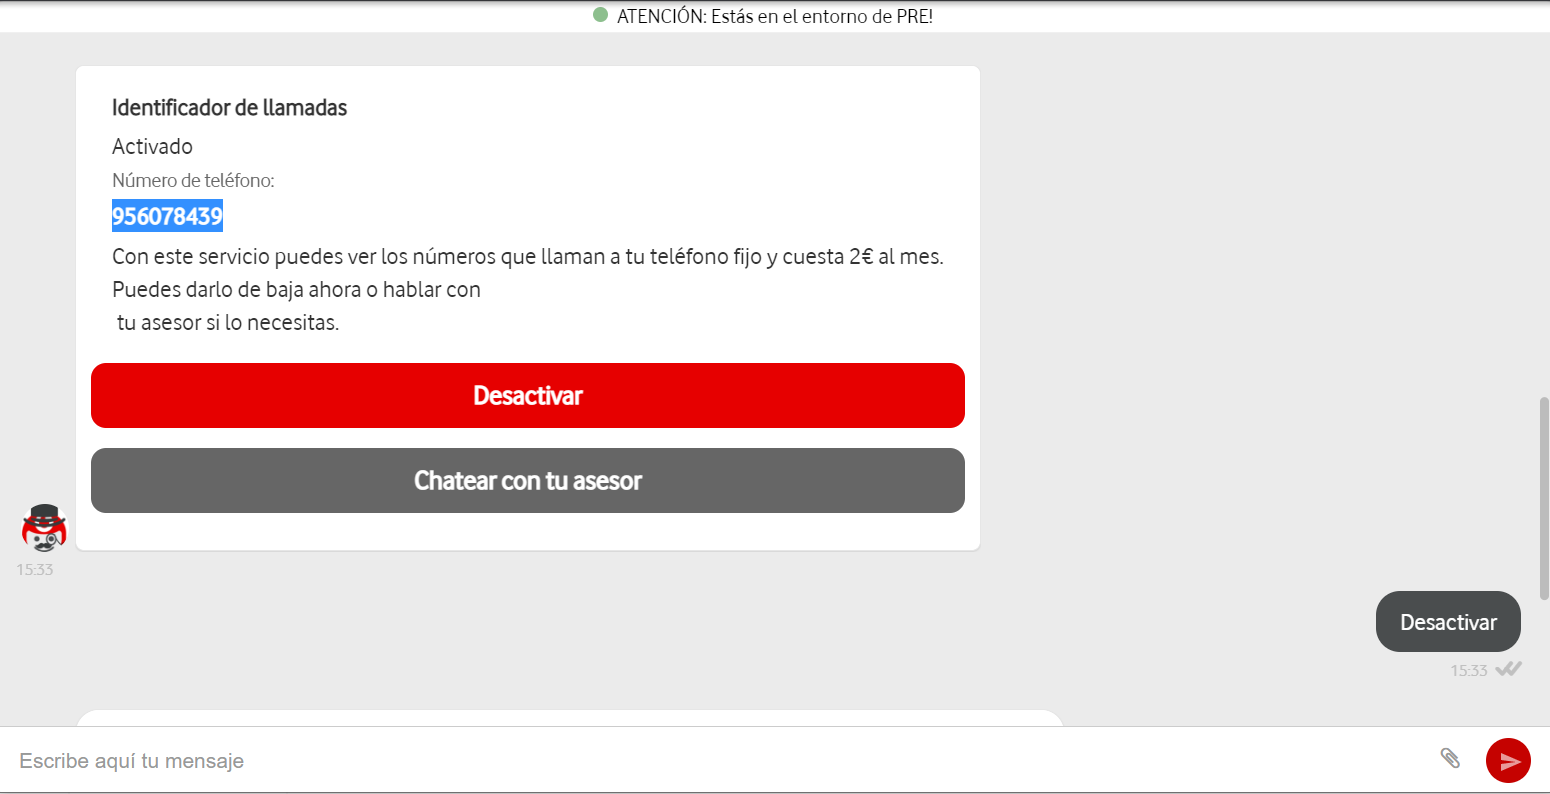 ATENCIÓN: Estás en el entorno de PRE!
Identificador de llamadas
Activado
Número de teléfono:
956078439
Con este servicio puedes ver los números que llaman a tu teléfono fijo y cuesta 2€ al mes.
Puedes darlo de baja ahora o hablar con
tu asesor si lo necesitas.
Desactivar
Chatear con tu asesor
15:33
Desactivar
15:33
Escribe aquí tu mensaje